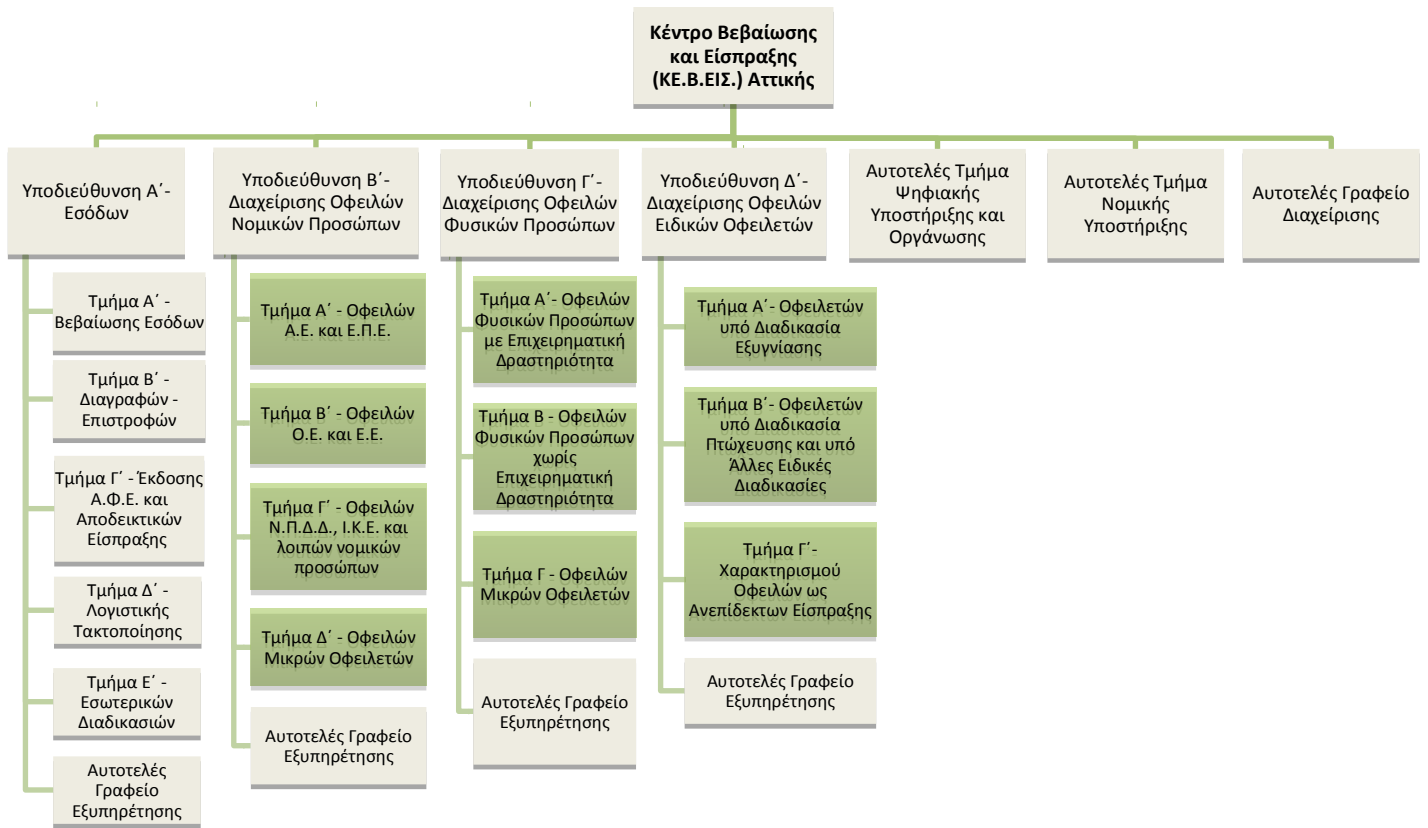 Κέντρο Βεβαίωσης
και Είσπραξης
(ΚΕ.Β.ΕΙΣ.) Αττικής
Υποδιεύθυνση Α΄-
Εσόδων
Τμήμα Α΄ -
Βεβαίωσης Εσόδων
Τμήμα Β΄ -
Διαγραφών -
Επιστροφών
Τμήμα Γ΄ - Έκδοσης
Α.Φ.Ε. και
Αποδεικτικών
Είσπραξης
Τμήμα Δ΄ -
Λογιστικής
Τακτοποίησης
Τμήμα Ε΄ -
Εσωτερικών
Διαδικασιών
Αυτοτελές
Γραφείο
Εξυπηρέτησης
Υποδιεύθυνση Β΄-
Διαχείρισης Οφειλών
Νομικών Προσώπων
Τμήμα Α΄ - Οφειλών
Α.Ε. και Ε.Π.Ε.
Τμήμα Β΄ - Οφειλών
Ο.Ε. και Ε.Ε.
Τμήμα Γ΄ - Οφειλών
Ν.Π.Δ.Δ., Ι.Κ.Ε. και
λοιπών νομικών
προσώπων
Τμήμα Δ΄ - Οφειλών
Μικρών Οφειλετών
Αυτοτελές Γραφείο
Εξυπηρέτησης
Υποδιεύθυνση Γ΄-
Διαχείρισης Οφειλών
Φυσικών Προσώπων
Τμήμα Α΄- Οφειλών
Φυσικών Προσώπων
με Επιχειρηματική
Δραστηριότητα
Τμήμα Β - Οφειλών
Φυσικών Προσώπων
χωρίς
Επιχειρηματική
Δραστηριότητα
Τμήμα Γ - Οφειλών
Μικρών Οφειλετών
Αυτοτελές Γραφείο
Εξυπηρέτησης
Υποδιεύθυνση Δ΄-
Διαχείρισης Οφειλών
Ειδικών Οφειλετών
Τμήμα Α΄- Οφειλετών
υπό Διαδικασία
Εξυγνίασης
Τμήμα Β΄- Οφειλετών
υπό Διαδικασία
Πτώχευσης και υπό
Άλλες Ειδικές
Διαδικασίες
Τμήμα Γ΄-
Χαρακτηρισμού
Οφειλών ως
Ανεπίδεκτων Είσπραξης
Αυτοτελές Γραφείο
Εξυπηρέτησης
Αυτοτελές Τμήμα
Ψηφιακής
Υποστήριξης και
Οργάνωσης
Αυτοτελές Τμήμα
Νομικής
Υποστήριξης
Αυτοτελές Γραφείο
Διαχείρισης